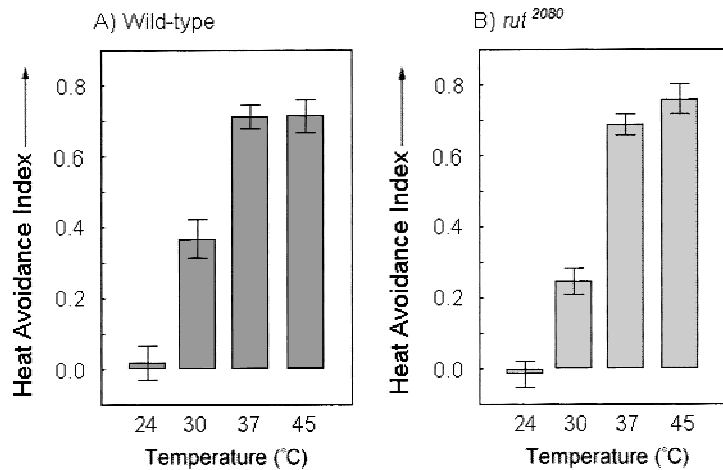 A) Wild-type
Heat Avoidance Index
0.8
0.6
0.4
0.2
0.0
24 30 37 45
Temperature (°C)
B) rut 2080
Heat Avoidance Index
0.8
0.6
0.4
0.2
0.0
24 30 37 45
Temperature (°C)